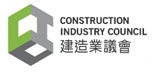 CONSTRUCTION
INDUSTRY COUNCIL
建造業議會